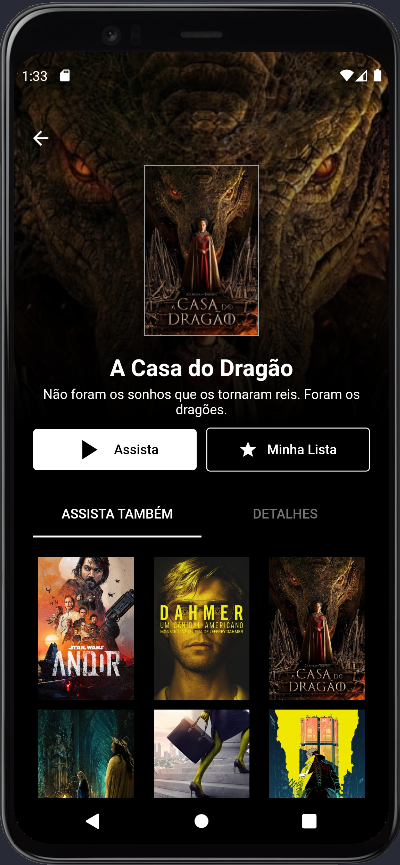 1:33
A CASA DO
DRAGÃO
A Casa do Dragão
Não foram os sonhos que os tornaram reis. Foram os
dragões.
Assista
Minha Lista
ASSISTA TAMBÉM
DETALHES
STAR WARS
ANDOR
DAHMER
UM CANIBAL AMERICANO
A CASA DO
DRAGÃO